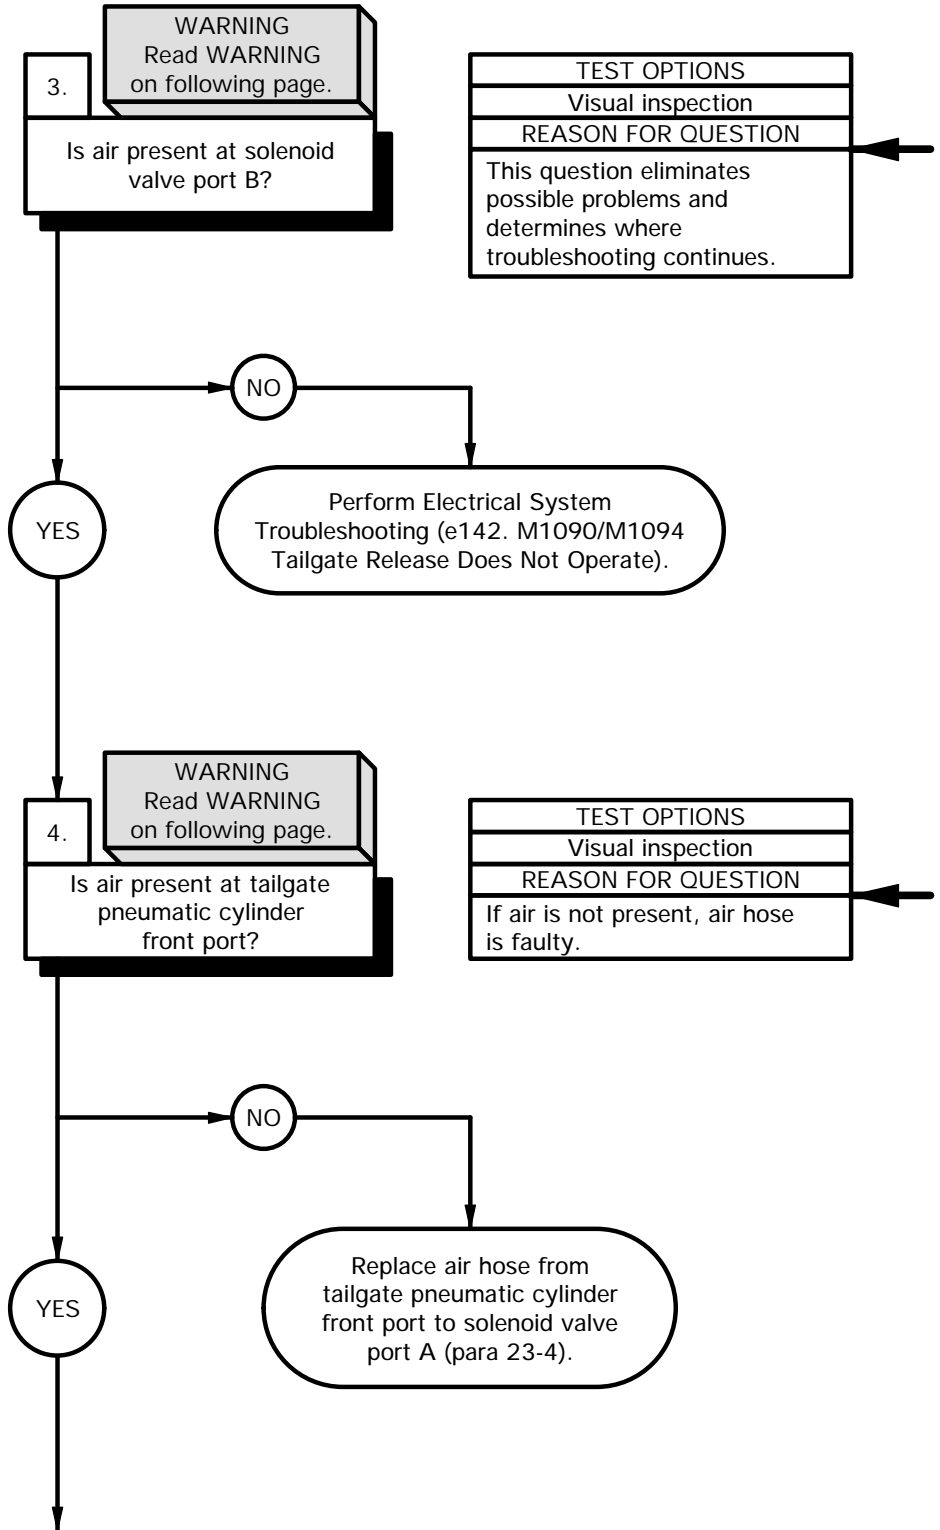 WARNING
Read WARNING
on following page.
3.
Is air present at solenoid
valve port B?
TEST OPTIONS
Visual inspection
REASON FOR QUESTION
This question eliminates
possible problems and
determines where
troubleshooting continues.
NO
YES
Perform Electrical System
Troubleshooting (e142. M1090/M1094
Tailgate Release Does Not Operate).
WARNING
Read WARNING
on following page.
4.
Is air present at tailgate
pneumatic cylinder
front port?
TEST OPTIONS
Visual inspection
REASON FOR QUESTION
If air is not present, air hose
is faulty.
NO
YES
Replace air hose from
tailgate pneumatic cylinder
front port to solenoid valve
port A (para 23-4).